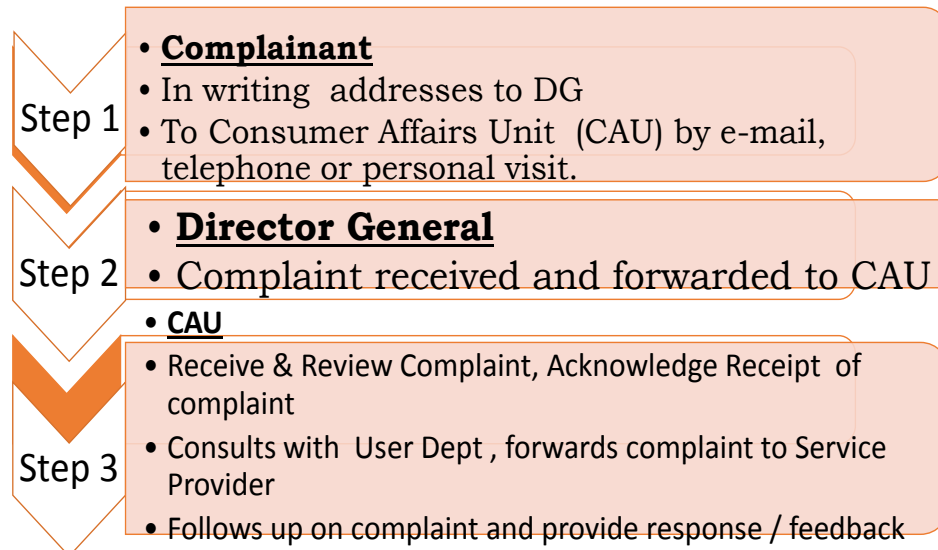 Step 1
• Complainant
• In writing addresses to DG
• To Consumer Affairs Unit (CAU) by e-mail,
telephone or personal visit.
Step 2
• Director General
• Complaint received and forwarded to CAU
Step 3
• CAU
• Receive & Review Complaint, Acknowledge Receipt of
complaint
• Consults with User Dept , forwards complaint to Service
Provider
• Follows up on complaint and provide response / feedback